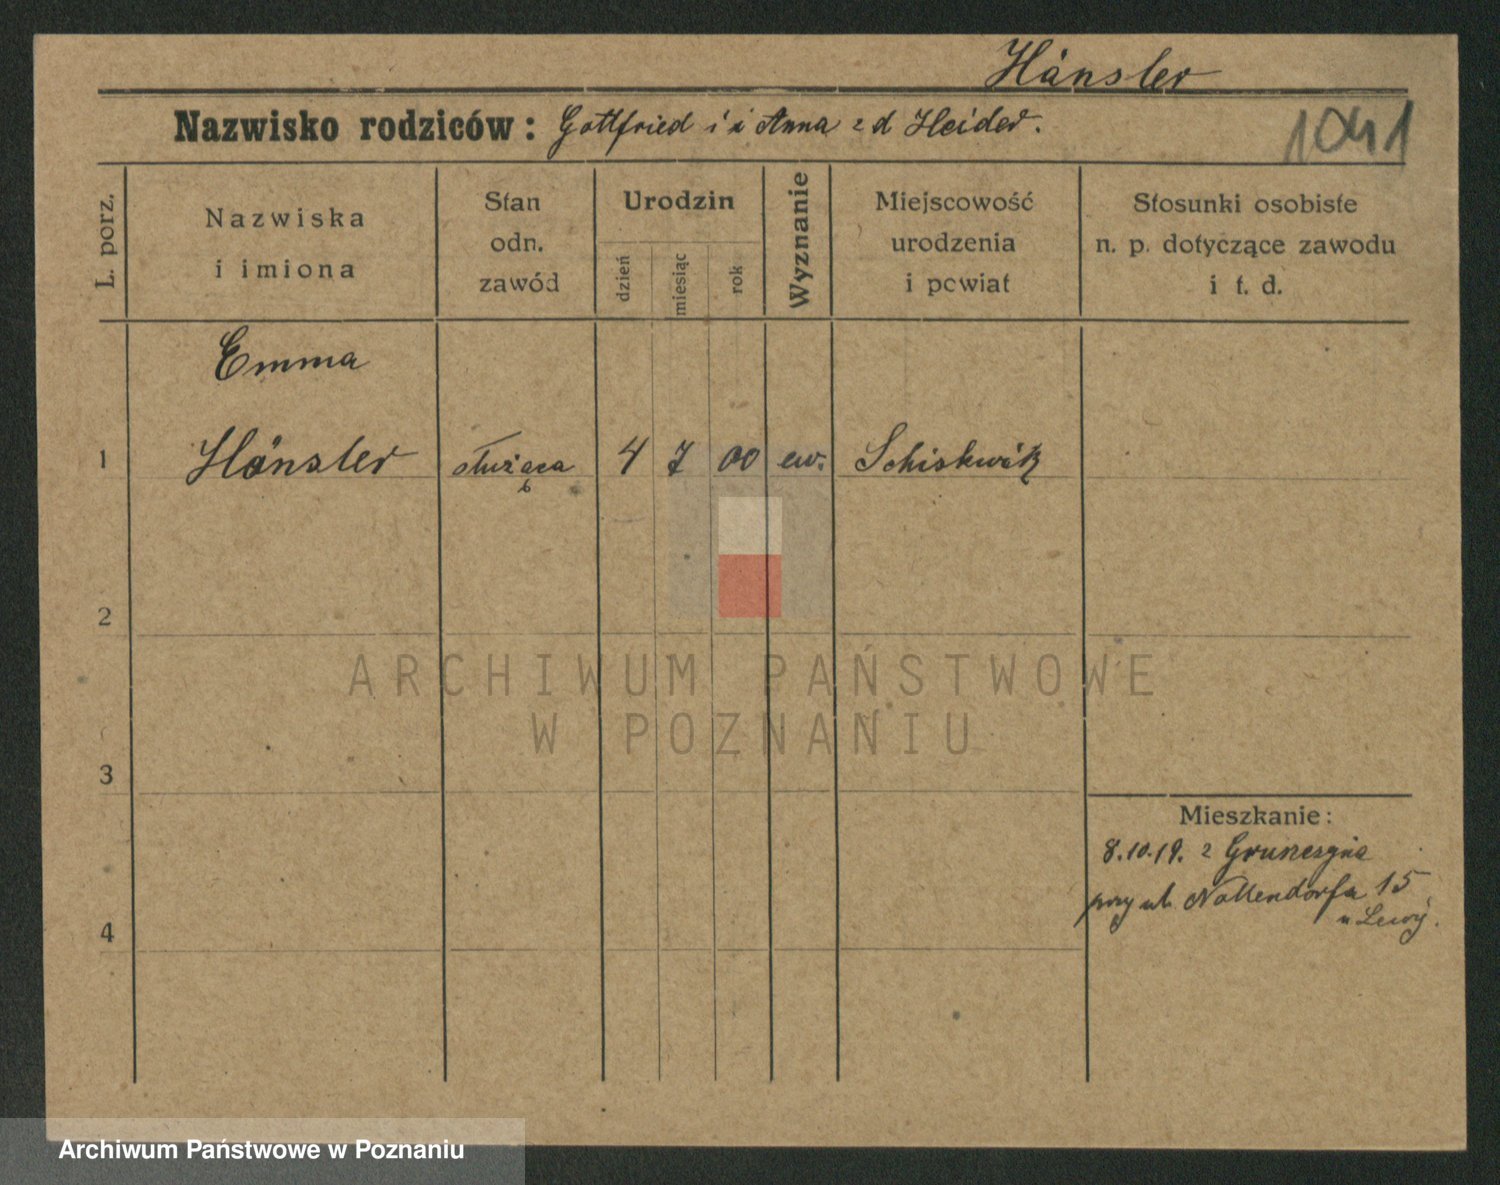 Hänsler
Nazwisko rodziców: Gottfried i Anna z d Heider.
1041
L. porz.
Nazwiska
i imiona
Stan
odn.
zawód
Urodzin
dzień
miesiąc
rok
Wyznanie
Miejscowość
urodzenia
i powiat
Stosunki osobiste
n. p. dotyczące zawodu
i t. d.
Emma
1 Hänsler służąca 4 7 00 ew.
2
ARCHIWUM PAŃSTWOWE
W POZNANIU
3
Mieszkanie:
8.10.19. z
przy ul. Nollendorfa 15
4
Archiwum Państwowe w Poznaniu